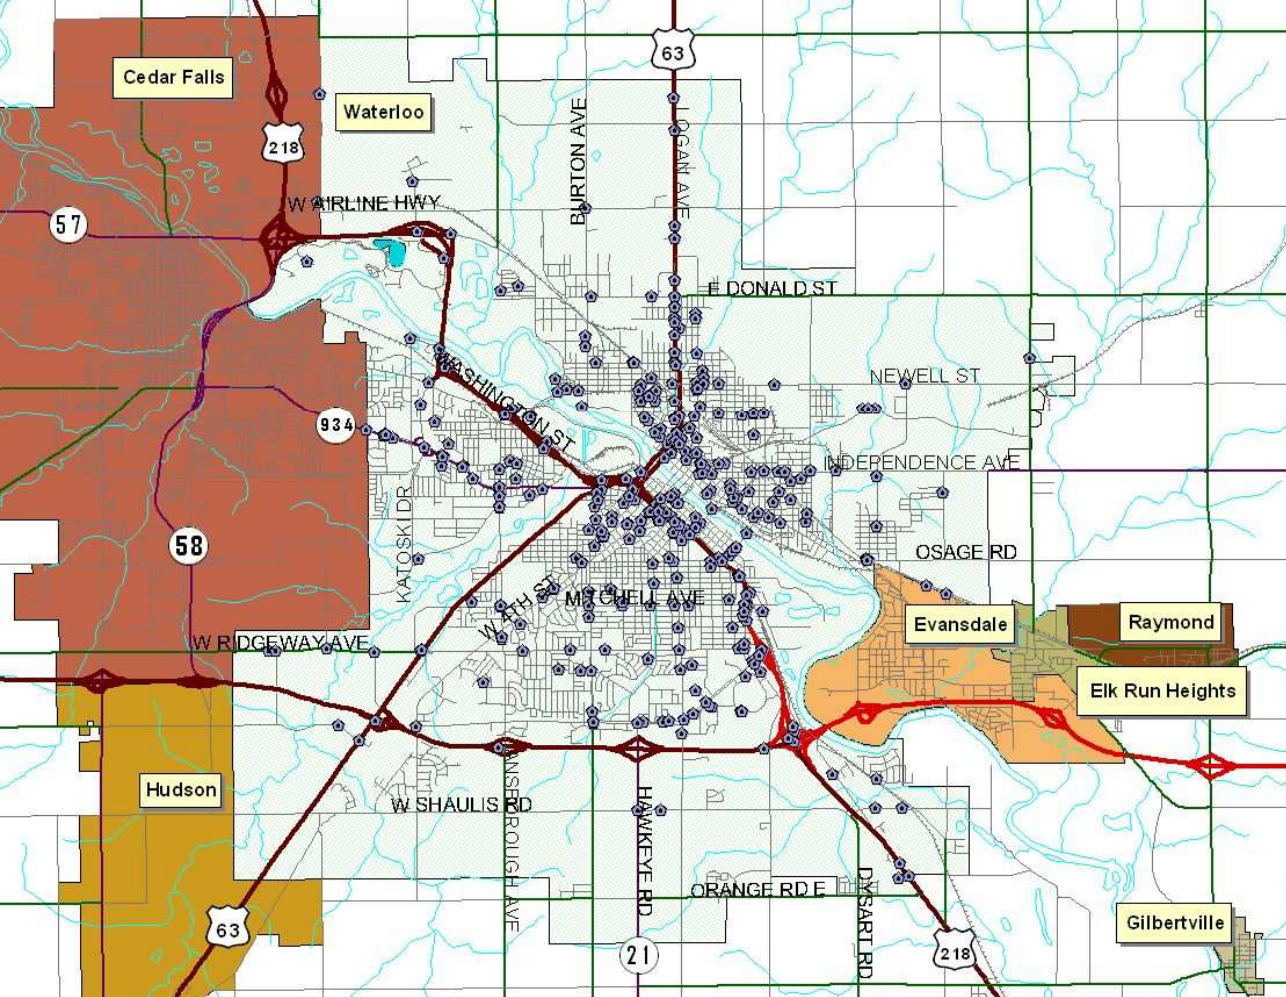 63
Cedar Falls
Waterloo
218
BURTON AVE
LOGAN AVE
W AIRLINE HWY
57
E DONALD ST
WASHINGTON ST
NEWELL ST
934
INDEPENDENCE AVE
KATOSKI DR
58
OSAGE RD
W 4TH ST
MITCHELL AVE
Evansdale
Raymond
W RIDGEWAY AVE
Elk Run Heights
Hudson
W SHAULIS RD
ANSBOROUGH AVE
HAWKEYE RD
ORANGE RD E
DYSART RD
63
21
218
Gilbertville